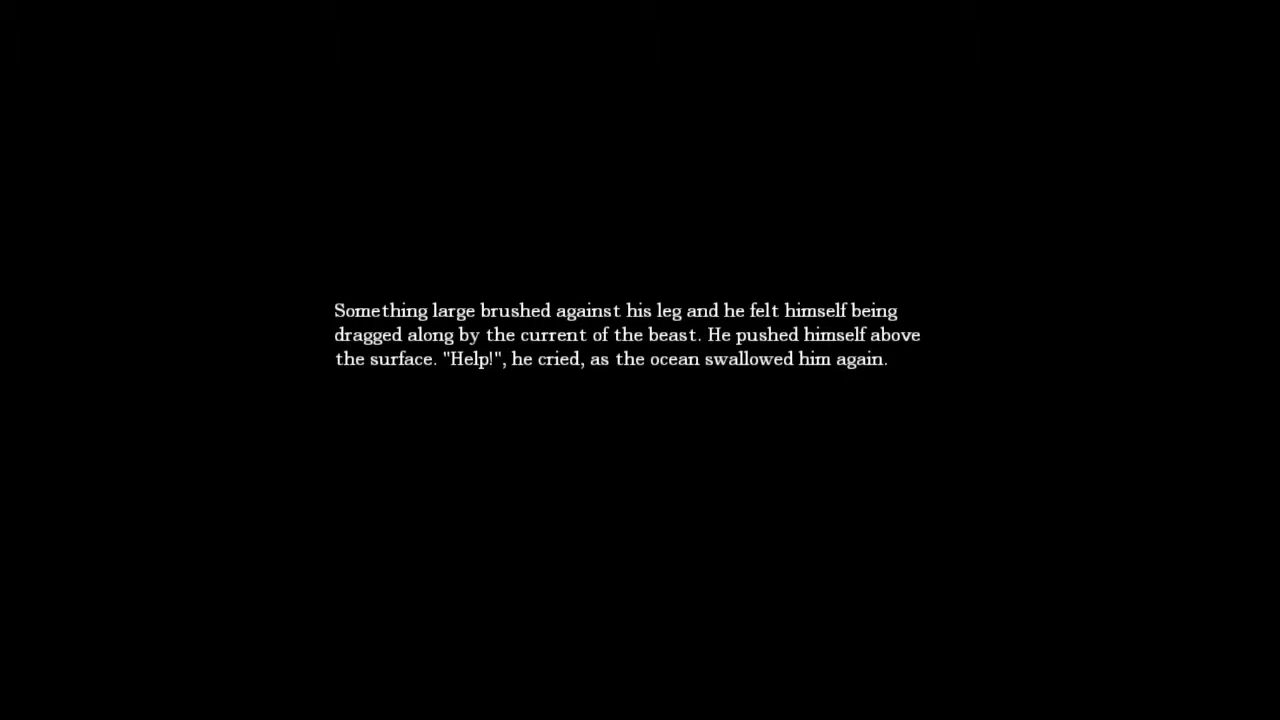 Something large brushed against his leg and he felt himself being
dragged along by the current of the beast. He pushed himself above
the surface. "Help!", he cried, as the ocean swallowed him again.